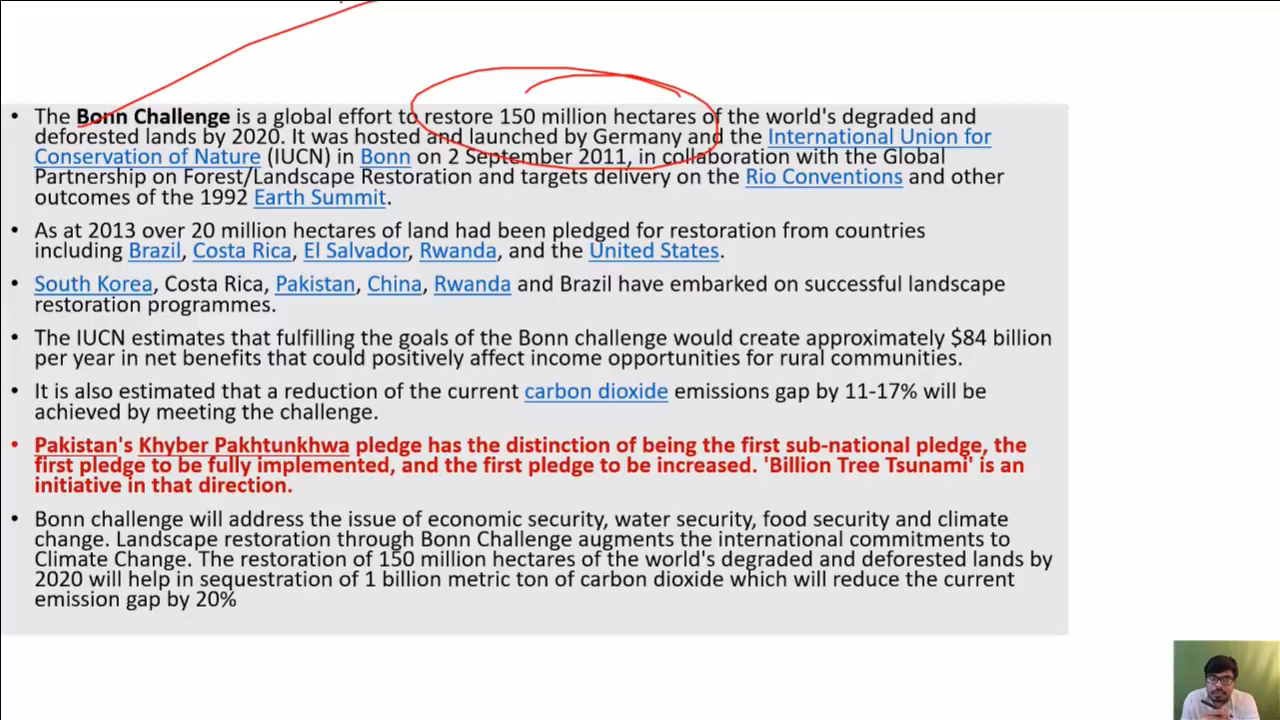 • The Bonn Challenge is a global effort to restore 150 million hectares of the world's degraded and
deforested lands by 2020. It was hosted and launched by Germany and the International Union for
Conservation of Nature (IUCN) in Bonn on 2 September 2011, in collaboration with the Global
Partnership on Forest/Landscape Restoration and targets delivery on the Rio Conventions and other
outcomes of the 1992 Earth Summit.
• As at 2013 over 20 million hectares of land had been pledged for restoration from countries
including Brazil, Costa Rica, El Salvador, Rwanda, and the United States.
• South Korea, Costa Rica, Pakistan, China, Rwanda and Brazil have embarked on successful landscape
restoration programmes.
• The IUCN estimates that fulfilling the goals of the Bonn challenge would create approximately $84 billion
per year in net benefits that could positively affect income opportunities for rural communities.
• It is also estimated that a reduction of the current carbon dioxide emissions gap by 11-17% will be
achieved by meeting the challenge.
• Pakistan's Khyber Pakhtunkhwa pledge has the distinction of being the first sub-national pledge, the
first pledge to be fully implemented, and the first pledge to be increased. 'Billion Tree Tsunami' is an
initiative in that direction.
• Bonn challenge will address the issue of economic security, water security, food security and climate
change. Landscape restoration through Bonn Challenge augments the international commitments to
Climate Change. The restoration of 150 million hectares of the world's degraded and deforested lands by
2020 will help in sequestration of 1 billion metric ton of carbon dioxide which will reduce the current
emission gap by 20%